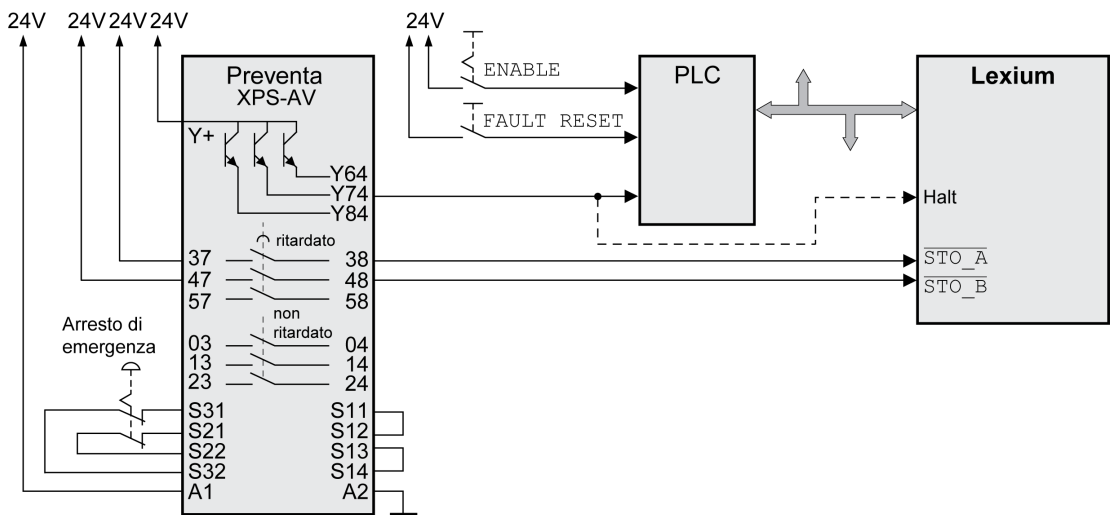 24V 24V 24V 24V 24V
Preventa
XPS-AV
Y+
Y64
Y74
Y84
ritardato
37 38
47 48
57 58
non
ritardato
03 04
13 14
23 24
Arresto di
emergenza
S31 S11
S21 S12
S22 S13
S32 S14
A1 A2
ENABLE
FAULT RESET
PLC
Lexium
Halt
STO_A
STO_B